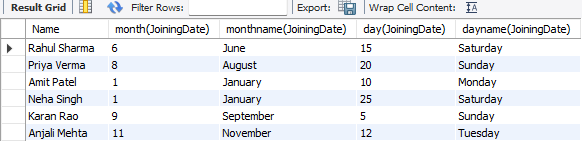 Result Grid Filter Rows: Export: Wrap Cell Content:
Name month(JoiningDate) monthname(JoiningDate) day(JoiningDate) dayname(JoiningDate)
Rahul Sharma 6 June 15 Saturday
Priya Verma 8 August 20 Sunday
Amit Patel 1 January 10 Monday
Neha Singh 1 January 25 Saturday
Karan Rao 9 September 5 Sunday
Anjali Mehta 11 November 12 Tuesday